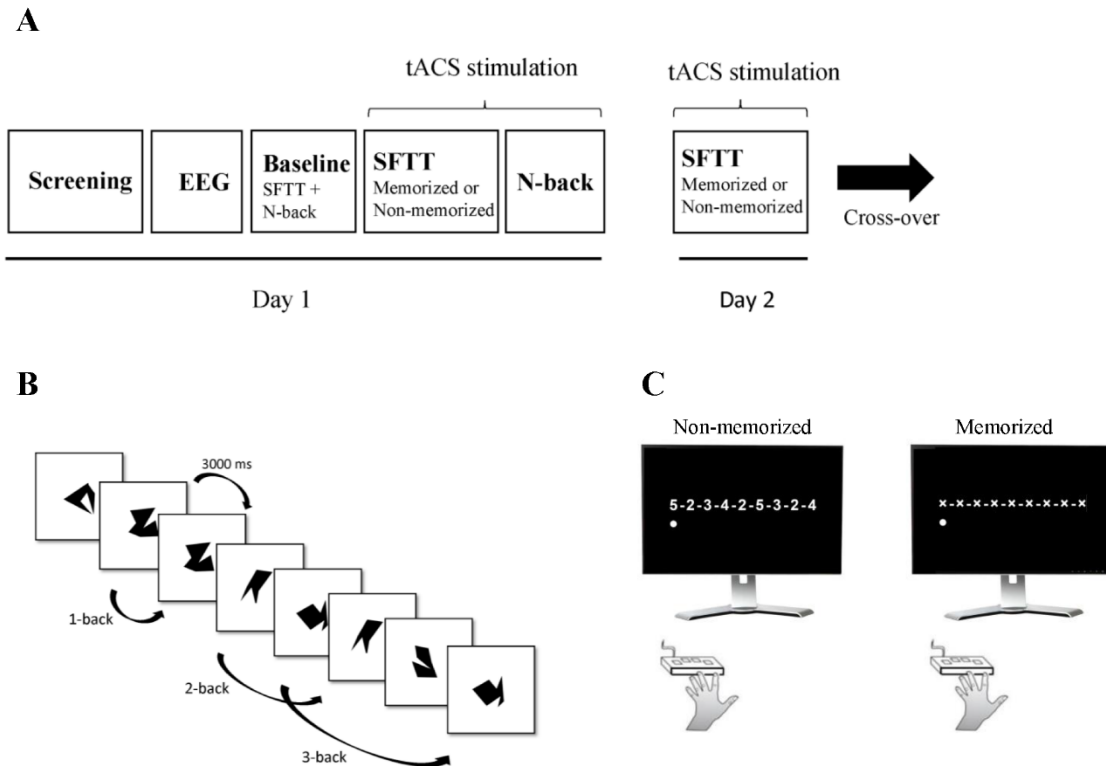 A
tACS stimulation
tACS stimulation
Screening
EEG
Baseline
SFTT +
N-back
SFTT
Memorized or
Non-memorized
N-back
SFTT
Memorized or
Non-memorized
Cross-over
Day 1
Day 2
B
3000 ms
1-back
2-back
3-back
C
Non-memorized
Memorized
5-2-3-4-2-5-3-2-4
×-×-×-×-×-×-×-×-×